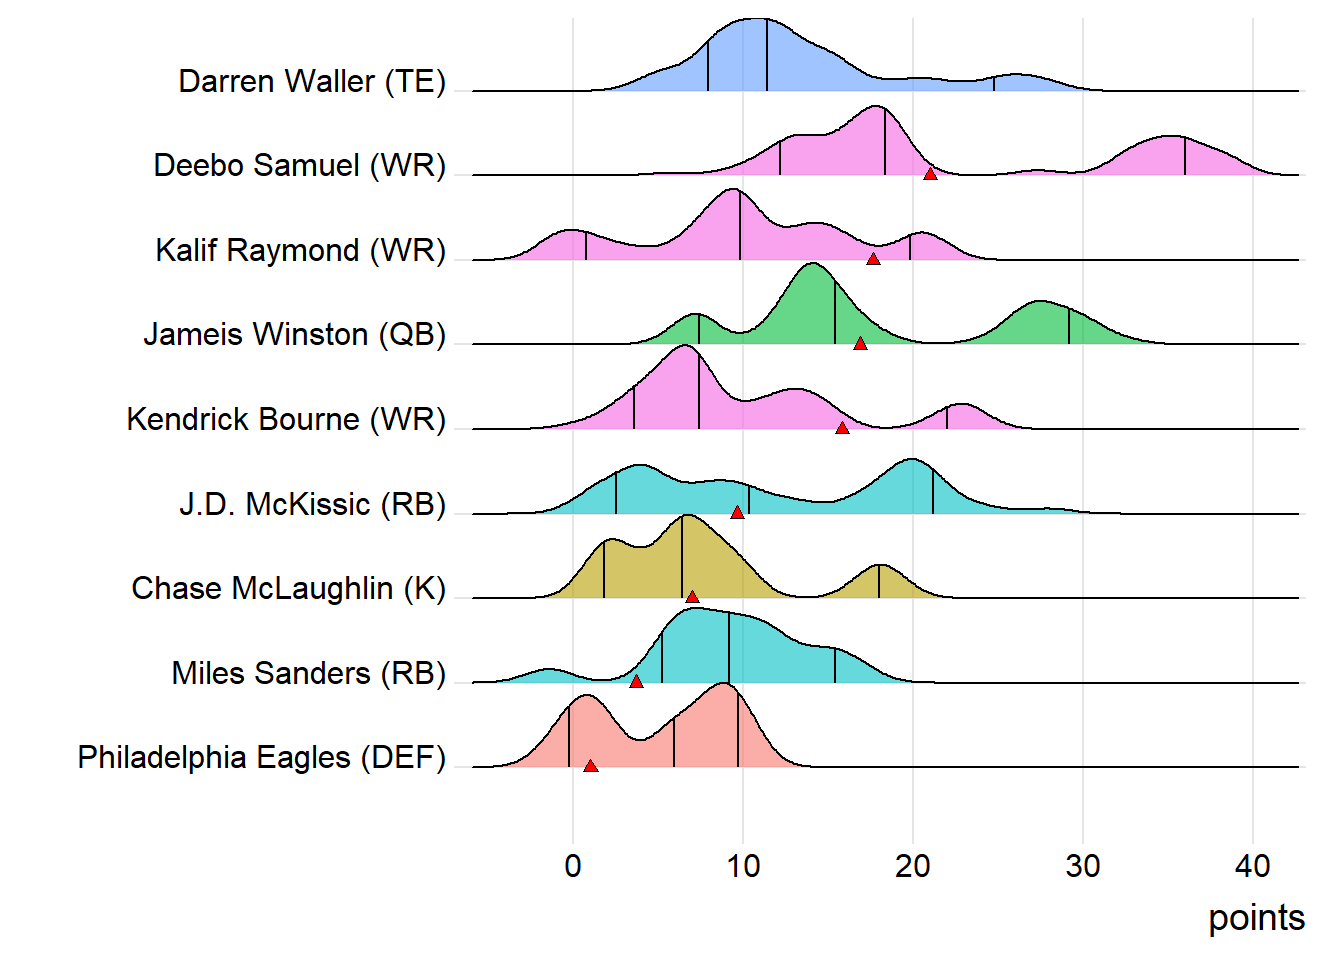 Darren Waller (TE)
Deebo Samuel (WR)
Kalif Raymond (WR)
Jameis Winston (QB)
Kendrick Bourne (WR)
J.D. McKissic (RB)
Chase McLaughlin (K)
Miles Sanders (RB)
Philadelphia Eagles (DEF)
0 10 20 30 40
points